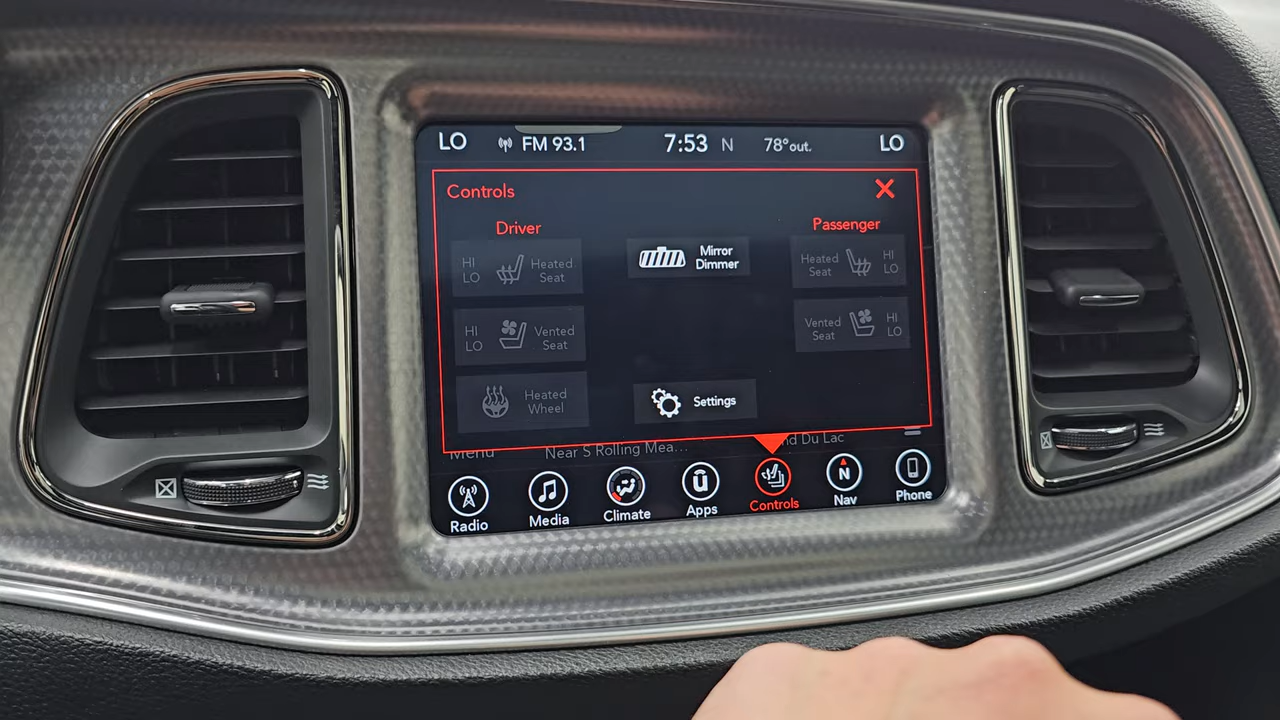 LO FM 93.1 7:53 N 78°out. LO
Controls
Driver
Passenger
HI
LO
Heated
Seat
Mirror
Dimmer
Heated
Seat
HI
LO
HI
LO
Vented
Seat
Vented
Seat
HI
LO
Heated
Wheel
Settings
Menu
Near S Rolling Mea...
nd Du Lac
Radio
Media
Climate
Apps
Controls
N
Nav
Phone